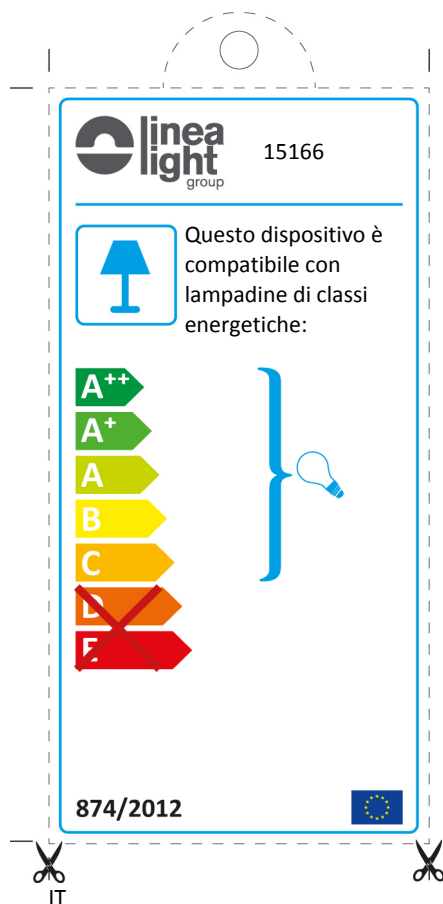 linea
light
group
15166
Questo dispositivo è
compatibile con
lampadine di classi
energetiche:
A++
A+
A
B
C
D
E
874/2012
IT